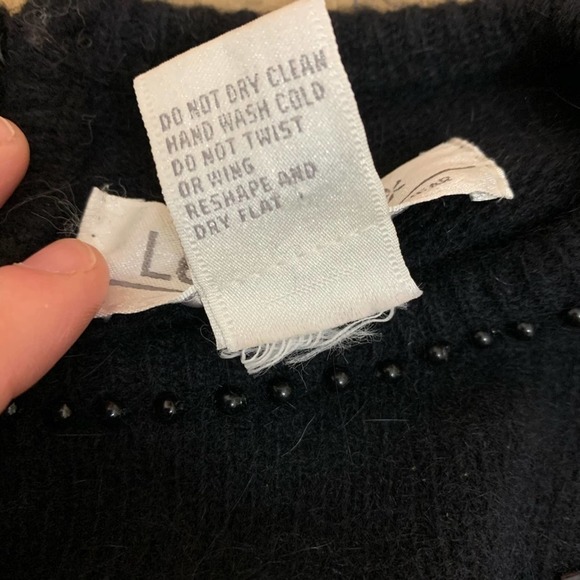 DO NOT DRY CLEAN
HAND WASH COLD
DO NOT TWIST
OR WING
RESHAPE AND
DRY FLAT